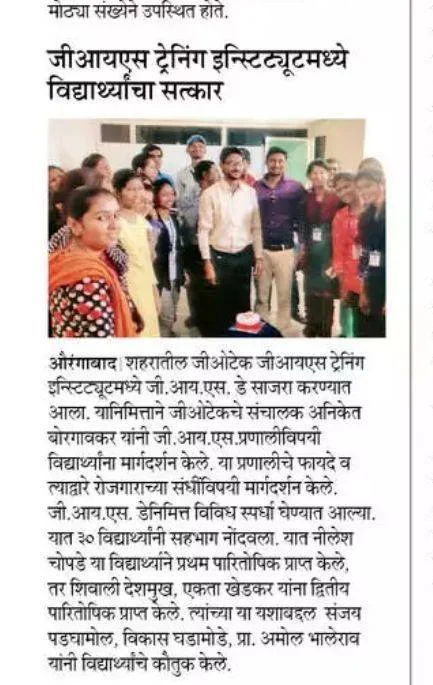 मोठ्या संख्येने उपस्थित होते.
जीआयएस ट्रेनिंग इन्स्टिट्यूटमध्ये
विद्यार्थ्यांचा सत्कार
औरंगाबाद। शहरातील जीओटेक जीआयएस ट्रेनिंग
इन्स्टिट्यूटमध्ये जी.आय.एस. डे साजरा करण्यात
आला. यानिमित्ताने जीओटेकचे संचालक अनिकेत
बोरगावकर यांनी जी.आय.एस.प्रणालीविषयी
विद्यार्थ्यांना मार्गदर्शन केले. या प्रणालीचे फायदे व
त्याद्वारे रोजगाराच्या संधींविषयी मार्गदर्शन केले.
जी.आय.एस. डेनिमित्त विविध स्पर्धा घेण्यात आल्या.
यात ३० विद्यार्थ्यांनी सहभाग नोंदवला. यात नीलेश
चोपडे या विद्यार्थ्याने प्रथम पारितोषिक प्राप्त केले,
तर शिवाली देशमुख, एकता खेडकर यांना द्वितीय
पारितोषिक प्राप्त केले. त्यांच्या या यशाबद्दल संजय
पडघामोल, विकास घडामोडे, प्रा. अमोल भालेराव
यांनी विद्यार्थ्यांचे कौतुक केले.